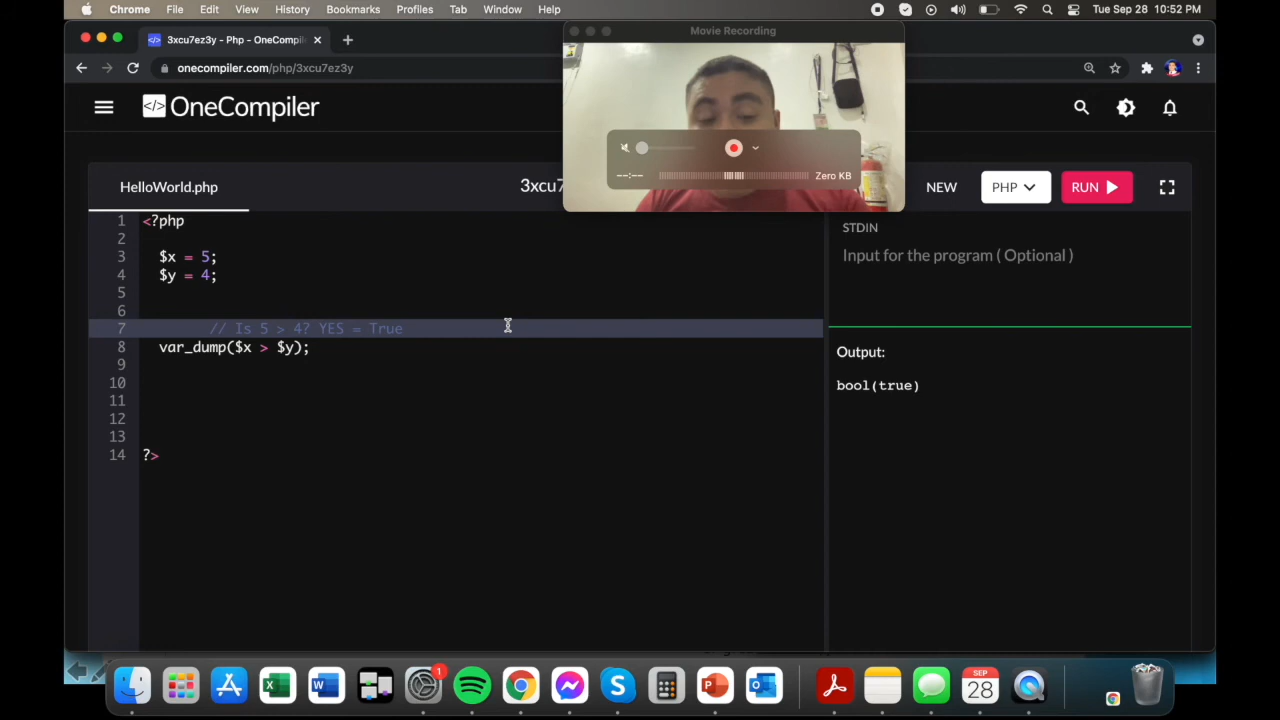 Chrome File Edit View History Bookmarks Profiles Tab Window Help Tue Sep 28 10:52 PM
3xcu7ez3y - Php - OneCompil
Movie Recording
onecompiler.com/php/3xcu7ez3y
</> OneCompiler
--:-- Zero KB
HelloWorld.php 3xcu7 NEW PHP RUN
1 <?php
2
3 $x = 5;
4 $y = 4;
5
6
7 // Is 5 > 4? YES = True
8 var_dump($x > $y);
9
10
11
12
13
14 ?>
STDIN
Input for the program ( Optional )
Output:
bool(true)
1
SEP
28